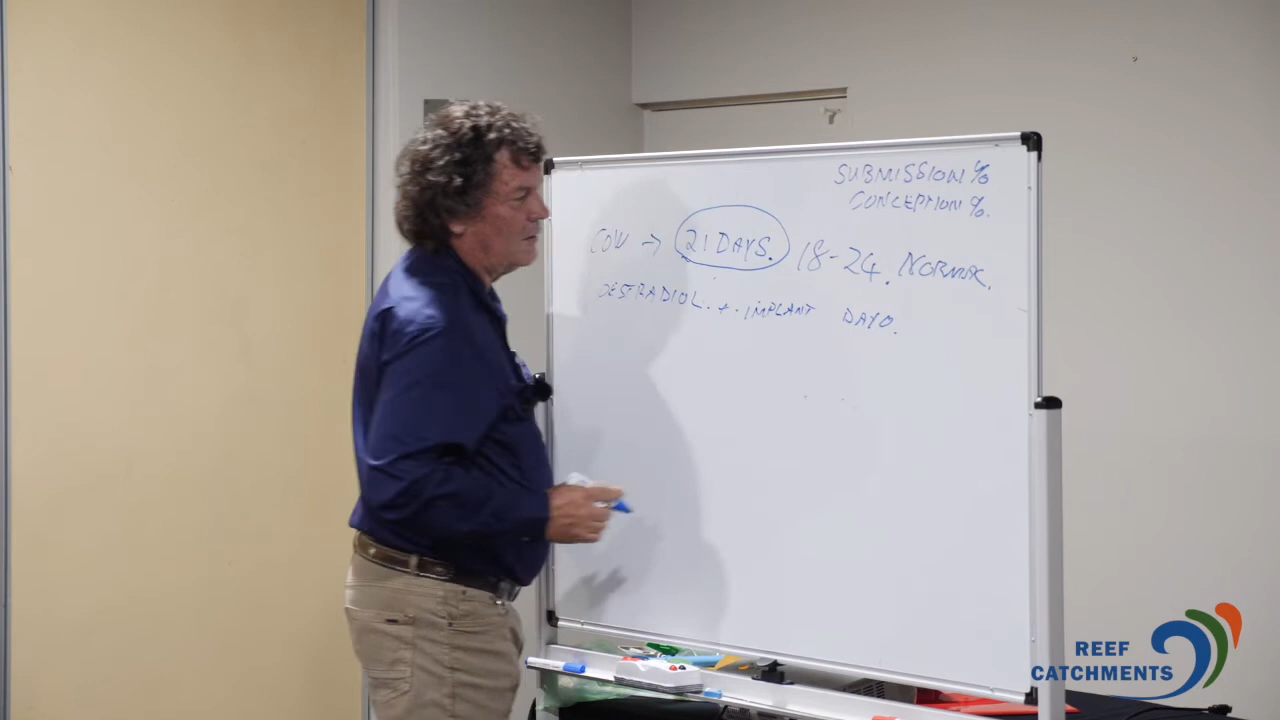 SUBMISSION %
CONCEPTION %.
COW → 21 DAYS. 18-24. NORMAL.
OESTRADIOL. + . IMPLANT DAY 0.
REEF
CATCHMENTS